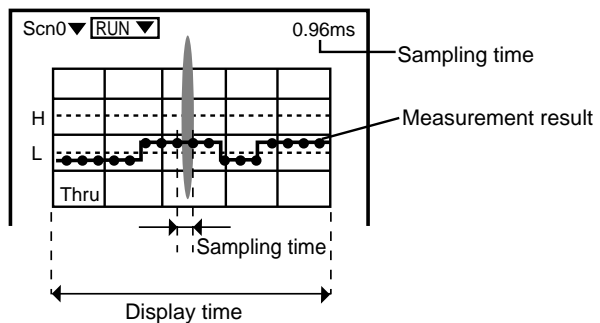 Scn0▼ RUN ▼ 0.96ms
Sampling time
H
Measurement result
L
Thru
Sampling time
Display time